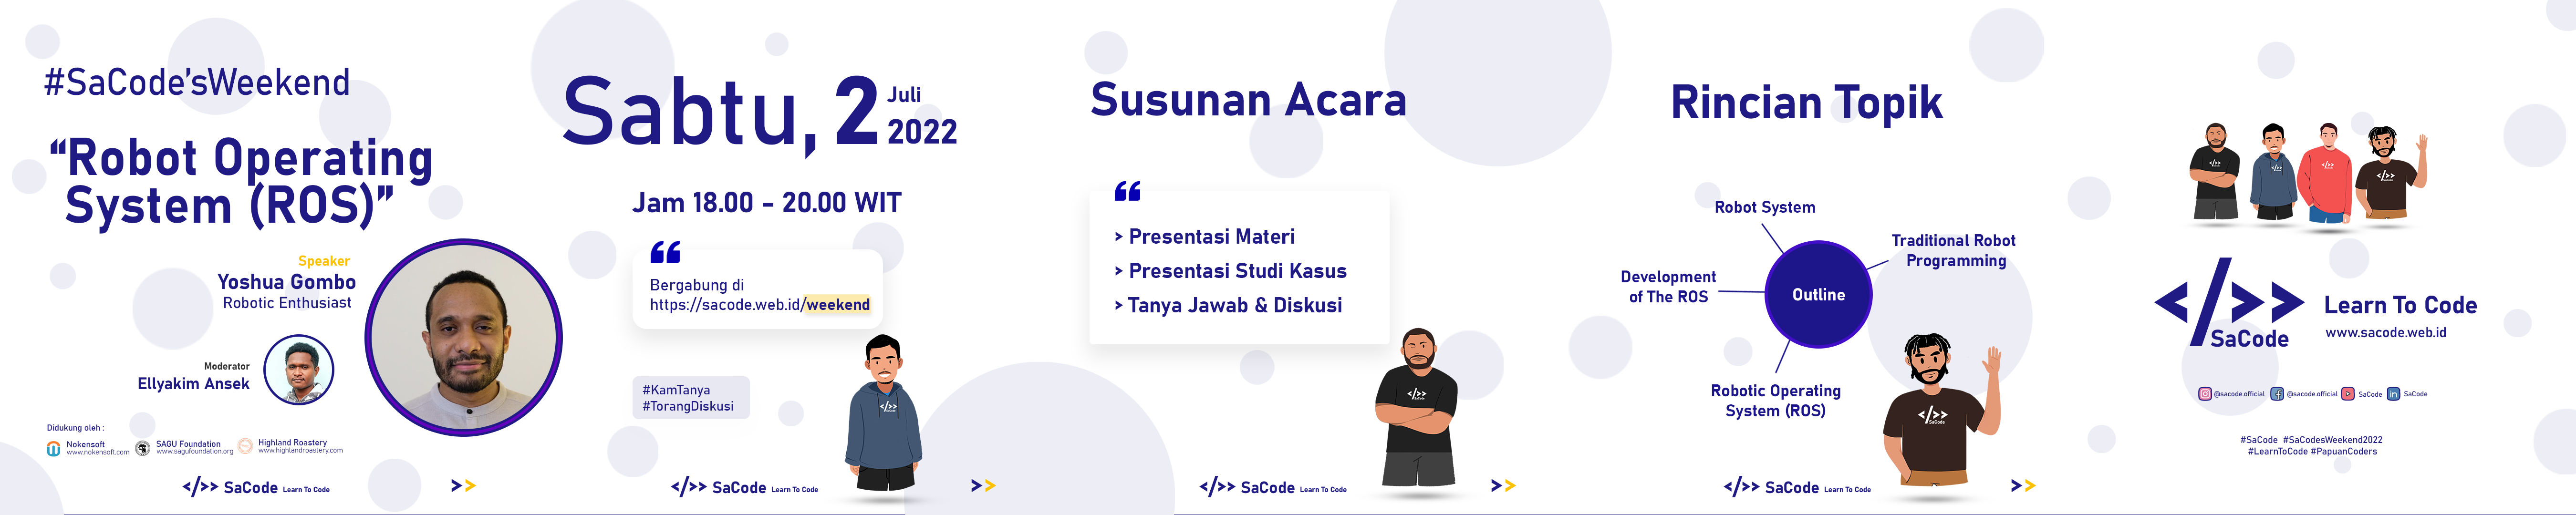 #SaCode'sWeekend
“Robot Operating
System (ROS)”
Speaker
Yoshua Gombo
Robotic Enthusiast
Moderator
Ellyakim Ansek
Didukung oleh :
Nokensoft
www.nokensoft.com
SAGU Foundation
www.sagufoundation.org
Highland Roastery
www.highlandroastery.com
</>> SaCode Learn To Code
>>
Sabtu, 2 Juli
2022
Jam 18.00 - 20.00 WIT
“
Bergabung di
https://sacode.web.id/weekend
#KamTanya
#TorangDiskusi
</>>
SaCode
</>> SaCode Learn To Code
>>
Susunan Acara
“
> Presentasi Materi
> Presentasi Studi Kasus
> Tanya Jawab & Diskusi
</>>
SaCode
</>> SaCode Learn To Code
>>
Rincian Topik
Robot System
Traditional Robot
Programming
Development
of The ROS
Outline
Robotic Operating
System (ROS)
</>>
SaCode
</>> SaCode Learn To Code
>>
</>>
SaCode
Learn To Code
www.sacode.web.id
@sacode.official @sacode.official SaCode in SaCode
#SaCode #SaCodesWeekend2022
#LearnToCode #PapuanCoders